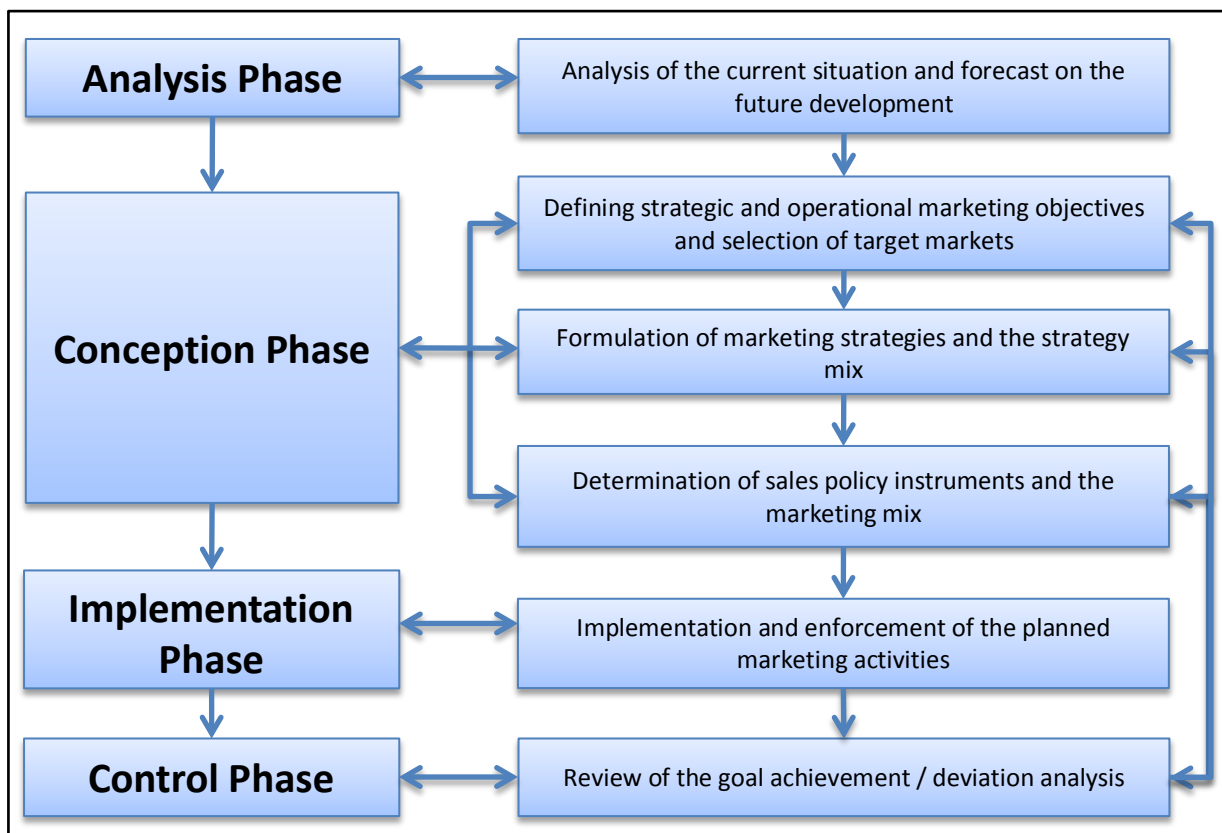 Analysis Phase
Analysis of the current situation and forecast on the
future development
Defining strategic and operational marketing objectives
and selection of target markets
Conception Phase
Formulation of marketing strategies and the strategy
mix
Determination of sales policy instruments and the
marketing mix
Implementation
Phase
Implementation and enforcement of the planned
marketing activities
Control Phase
Review of the goal achievement / deviation analysis